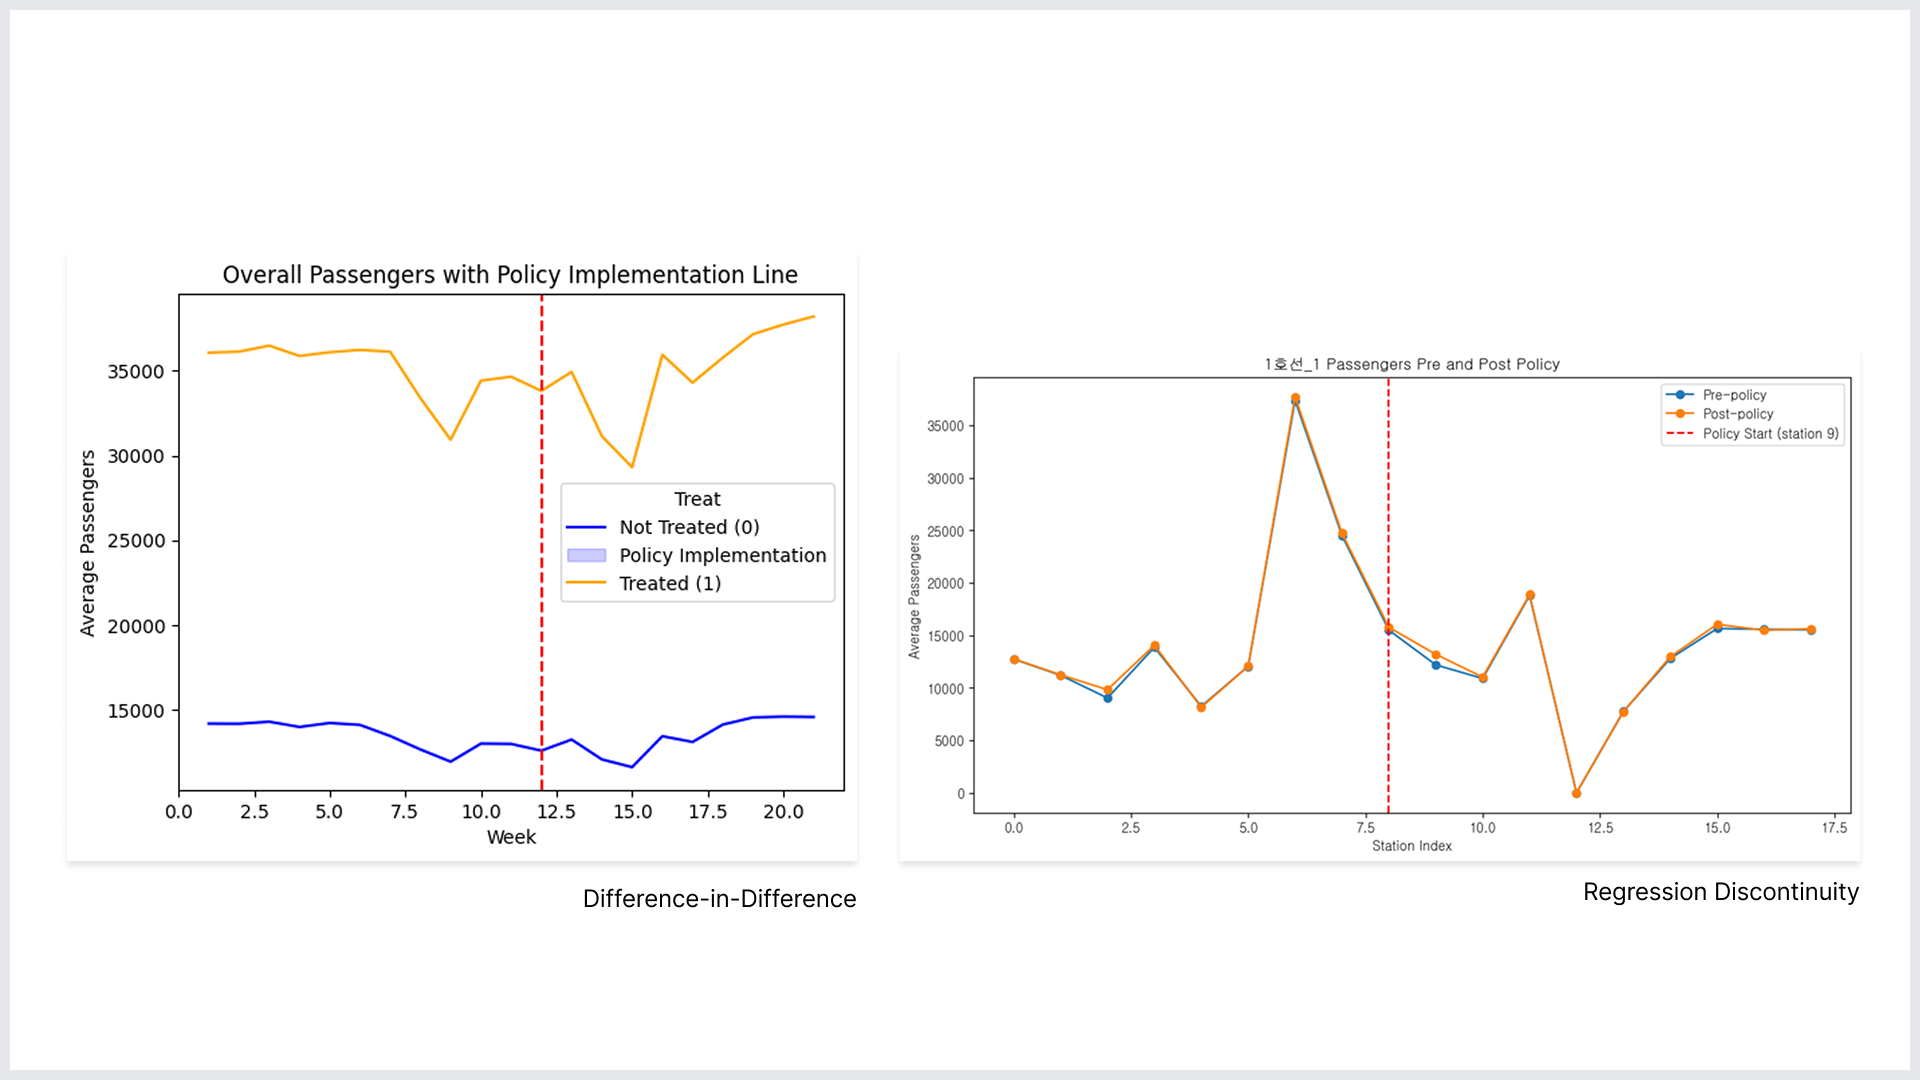 Overall Passengers with Policy Implementation Line
Average Passengers
35000
30000
25000
20000
15000
Treat
Not Treated (0)
Policy Implementation
Treated (1)
0.0 2.5 5.0 7.5 10.0 12.5 15.0 17.5 20.0
Week
Difference-in-Difference
1호선_1 Passengers Pre and Post Policy
Average Passengers
35000
30000
25000
20000
15000
10000
5000
0
Pre-policy
Post-policy
Policy Start (station 9)
0.0 2.5 5.0 7.5 10.0 12.5 15.0 17.5
Station Index
Regression Discontinuity